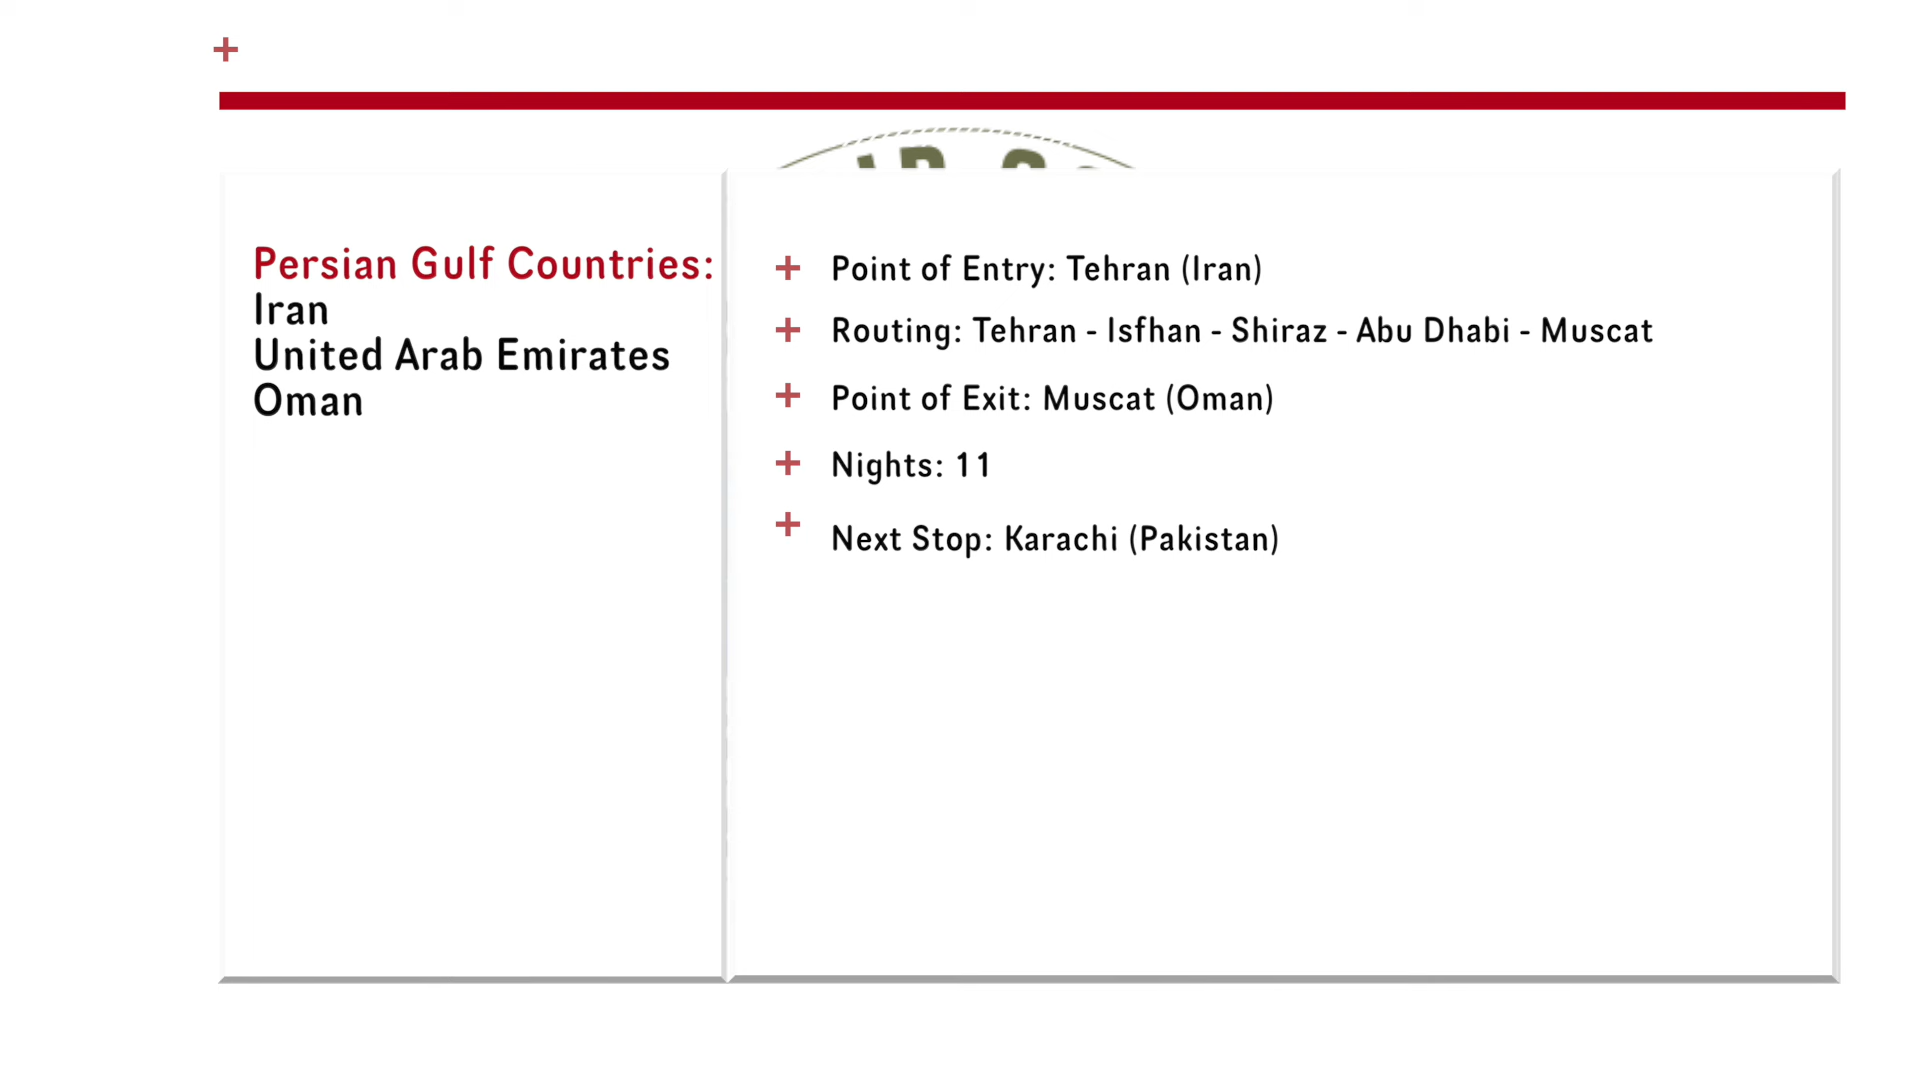 Persian Gulf Countries:
Iran
United Arab Emirates
Oman
Point of Entry: Tehran (Iran)
Routing: Tehran - Isfhan - Shiraz - Abu Dhabi - Muscat
Point of Exit: Muscat (Oman)
Nights: 11
Next Stop: Karachi (Pakistan)